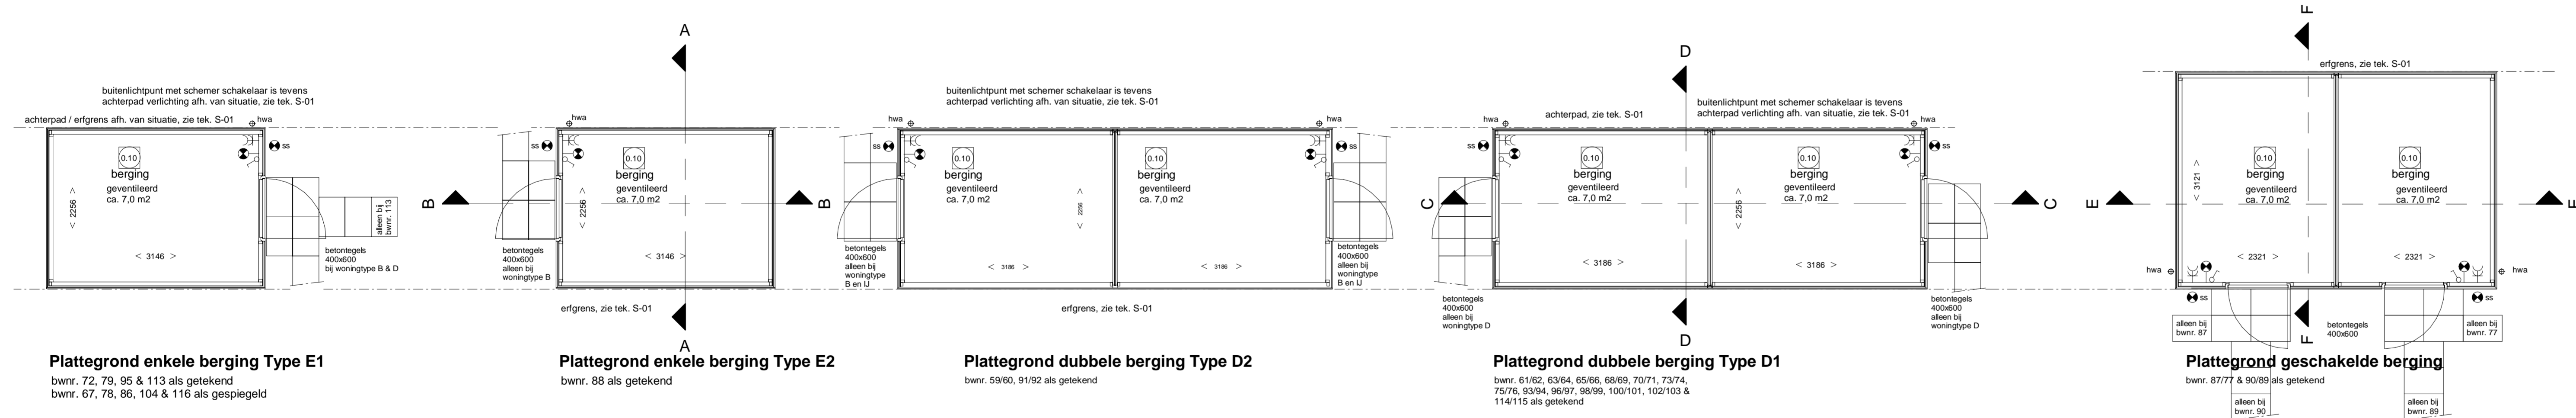 buitenlichtpunt met schemer schakelaar is tevens
achterpad verlichting afh. van situatie, zie tek. S-01
achterpad / erfgrens afh. van situatie, zie tek. S-01
hwa
ss
0.10
berging
geventileerd
ca. 7,0 m2
< 2256 >
< 3146 >
alleen bij
bwnr. 113
betontegels
400x600
bij woningtype B & D
Plattegrond enkele berging Type E1
bwnr. 72, 79, 95 & 113 als getekend
bwnr. 67, 78, 86, 104 & 116 als gespiegeld
A
hwa
ss
B
B
0.10
berging
geventileerd
ca. 7,0 m2
< 2256 >
< 3146 >
betontegels
400x600
alleen bij
woningtype B
erfgrens, zie tek. S-01
A
Plattegrond enkele berging Type E2
bwnr. 88 als getekend
buitenlichtpunt met schemer schakelaar is tevens
achterpad verlichting afh. van situatie, zie tek. S-01
hwa
hwa
ss
ss
0.10
berging
geventileerd
ca. 7,0 m2
0.10
berging
geventileerd
ca. 7,0 m2
< 2256 >
< 3186 >
< 3186 >
betontegels
400x600
alleen bij
woningtype
B en IJ
betontegels
400x600
alleen bij
woningtype
B en IJ
erfgrens, zie tek. S-01
Plattegrond dubbele berging Type D2
bwnr. 59/60, 91/92 als getekend
D
achterpad, zie tek. S-01
buitenlichtpunt met schemer schakelaar is tevens
achterpad verlichting afh. van situatie, zie tek. S-01
hwa
hwa
ss
ss
C
C
0.10
berging
geventileerd
ca. 7,0 m2
0.10
berging
geventileerd
ca. 7,0 m2
< 2256 >
< 3186 >
< 3186 >
betontegels
400x600
alleen bij
woningtype D
betontegels
400x600
alleen bij
woningtype D
D
Plattegrond dubbele berging Type D1
bwnr. 61/62, 63/64, 65/66, 68/69, 70/71, 73/74,
75/76, 93/94, 96/97, 98/99, 100/101, 102/103 &
114/115 als getekend
F
erfgrens, zie tek. S-01
E
E
0.10
berging
geventileerd
ca. 7,0 m2
0.10
berging
geventileerd
ca. 7,0 m2
< 3121 >
< 2321 >
< 2321 >
hwa
hwa
ss
ss
alleen bij
bwnr. 87
betontegels
400x600
alleen bij
bwnr. 77
F
Plattegrond geschakelde berging
bwnr. 87/77 & 90/89 als getekend
alleen bij
bwnr. 90
alleen bij
bwnr. 89